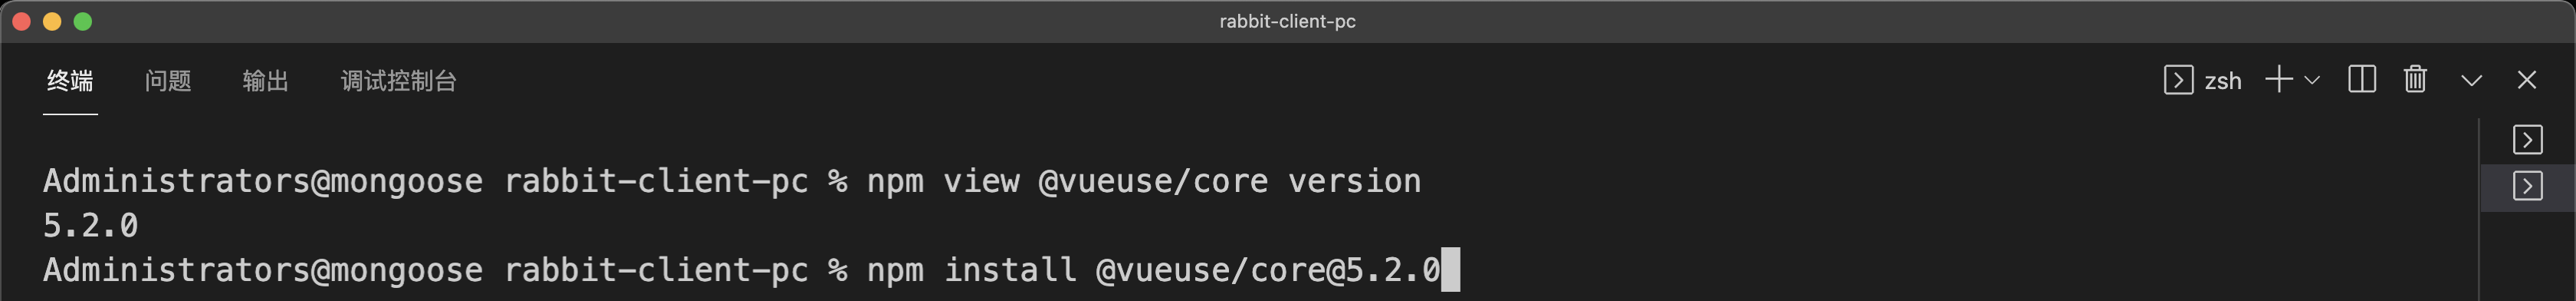 rabbit-client-pc
终端 问题 输出 调试控制台 zsh
Administrators@mongoose rabbit-client-pc % npm view @vueuse/core version
5.2.0
Administrators@mongoose rabbit-client-pc % npm install @vueuse/core@5.2.0